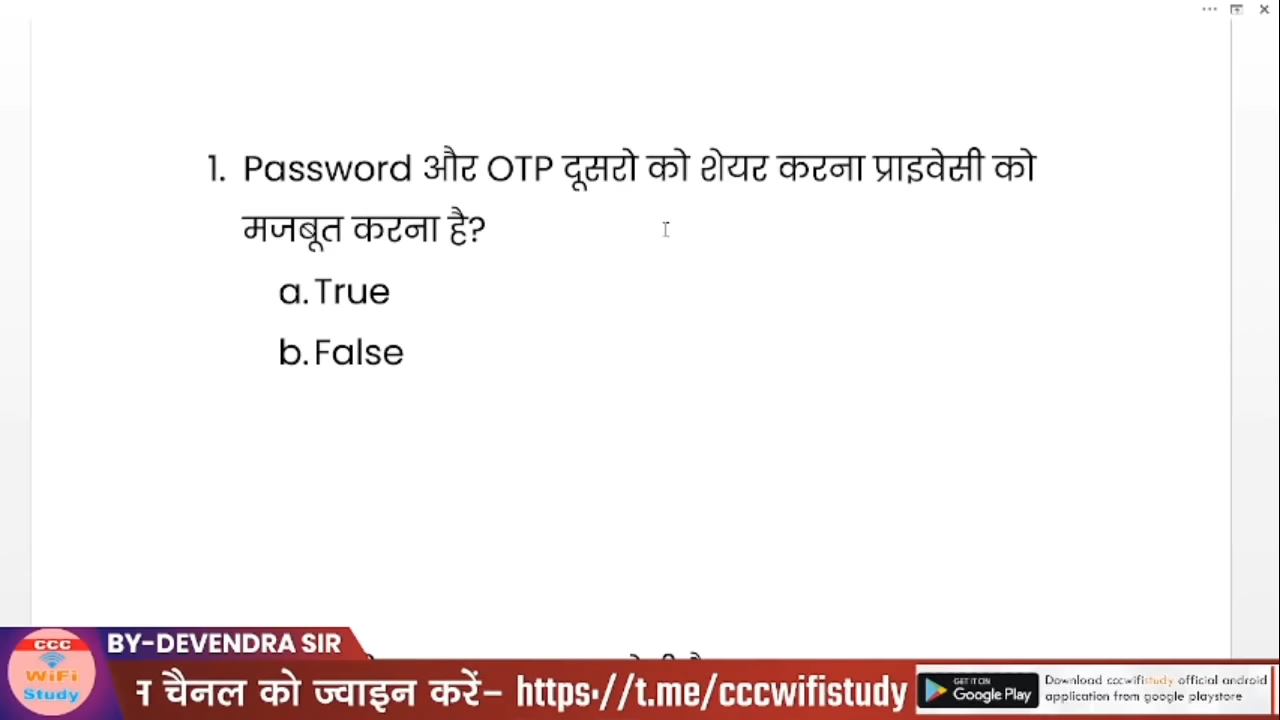 1. Password और OTP दूसरो को शेयर करना प्राइवेसी को
मजबूत करना है?
a. True
b. False
BY-DEVENDRA SIR
CCC
WiFi
Study
चैनल को ज्वाइन करें- https://t.me/cccwifistudy
GET IT ON
Google Play
Download cccwifistudy official android
application from google playstore